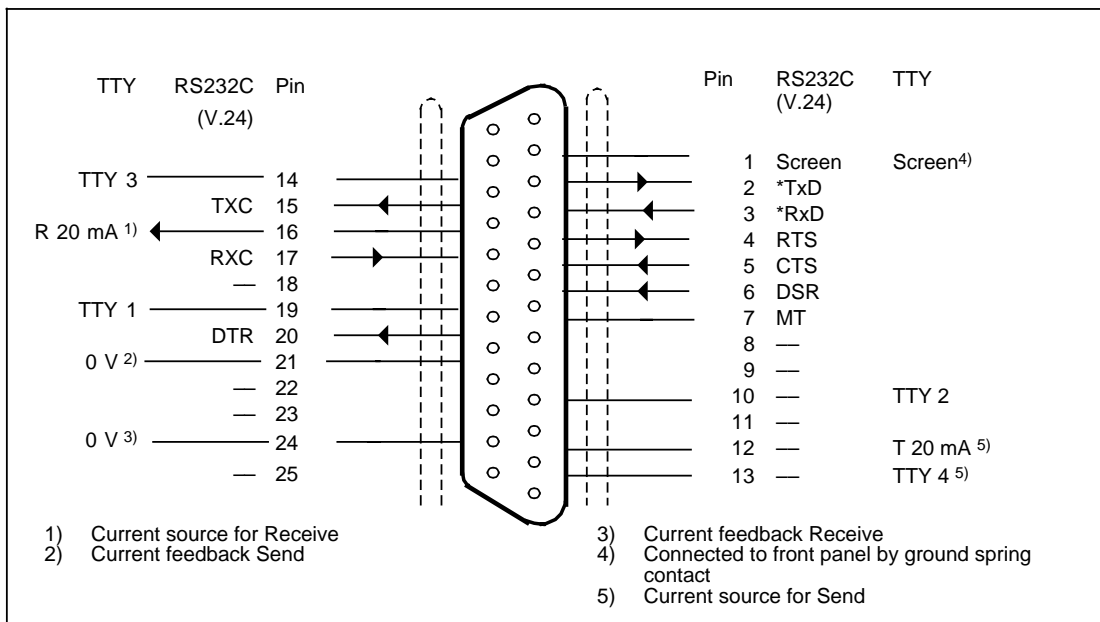 TTY RS232C Pin
(V.24)
TTY 3 14
TXC 15
R 20 mA 1) 16
RXC 17
— 18
TTY 1 19
DTR 20
0 V 2) 21
— 22
— 23
0 V 3) 24
— 25
Pin RS232C TTY
(V.24)
1 Screen Screen4)
2 *TxD
3 *RxD
4 RTS
5 CTS
6 DSR
7 MT
8 ––
9 ––
10 –– TTY 2
11 ––
12 –– T 20 mA 5)
13 –– TTY 4 5)
1) Current source for Receive
2) Current feedback Send
3) Current feedback Receive
4) Connected to front panel by ground spring
contact
5) Current source for Send